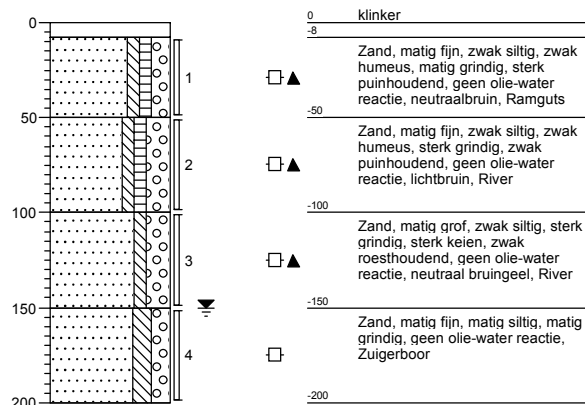 0
50
100
150
200
1
2
3
4
0
klinker
-8
Zand, matig fijn, zwak siltig, zwak
humeus, matig grindig, sterk
puinhoudend, geen olie-water
reactie, neutraalbruin, Ramguts
-50
Zand, matig fijn, zwak siltig, zwak
humeus, sterk grindig, zwak
puinhoudend, geen olie-water
reactie, lichtbruin, River
-100
Zand, matig grof, zwak siltig, sterk
grindig, sterk keien, zwak
roesthoudend, geen olie-water
reactie, neutraal bruingeel, River
-150
Zand, matig fijn, matig siltig, matig
grindig, geen olie-water reactie,
Zuigerboor
-200